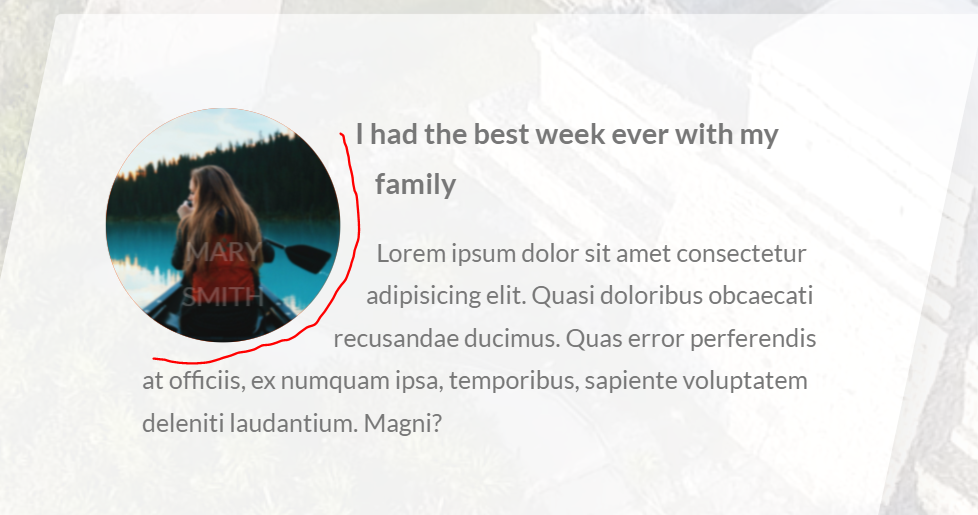 I had the best week ever with my
family
MARY
SMITH
Lorem ipsum dolor sit amet consectetur
adipisicing elit. Quasi doloribus obcaecati
recusandae ducimus. Quas error perferendis
at officiis, ex numquam ipsa, temporibus, sapiente voluptatem
deleniti laudantium. Magni?